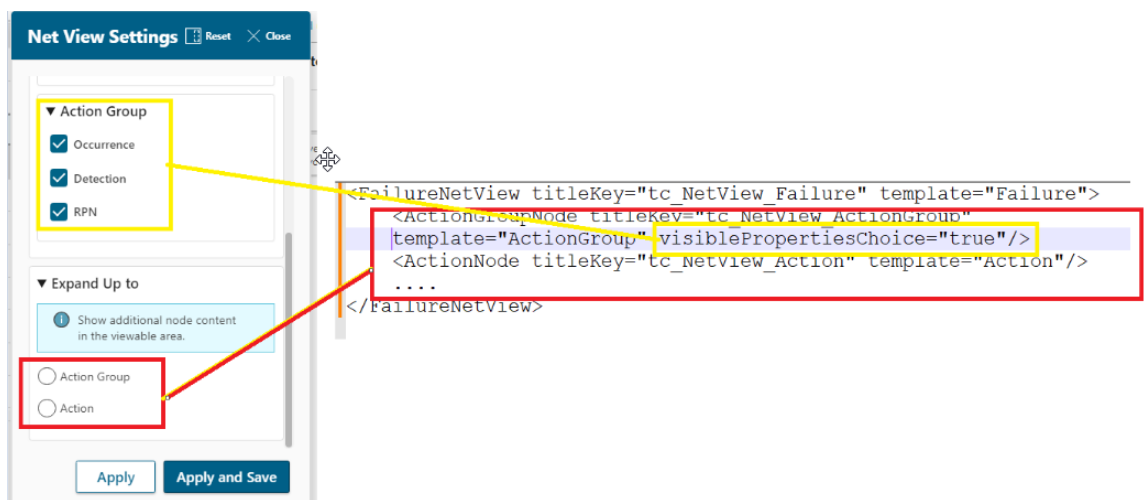 Net View Settings Reset Close
▼ Action Group
Occurrence
Detection
RPN
▼ Expand Up to
Show additional node content
in the viewable area.
Action Group
Action
Apply Apply and Save
<FailureNetView titleKey="tc_NetView_Failure" template="Failure">
<ActionGroupNode titleKey="tc_NetView_ActionGroup"
template="ActionGroup" visiblePropertiesChoice="true"/>
<ActionNode titleKey="tc_NetView_Action" template="Action"/>
....
</FailureNetView>